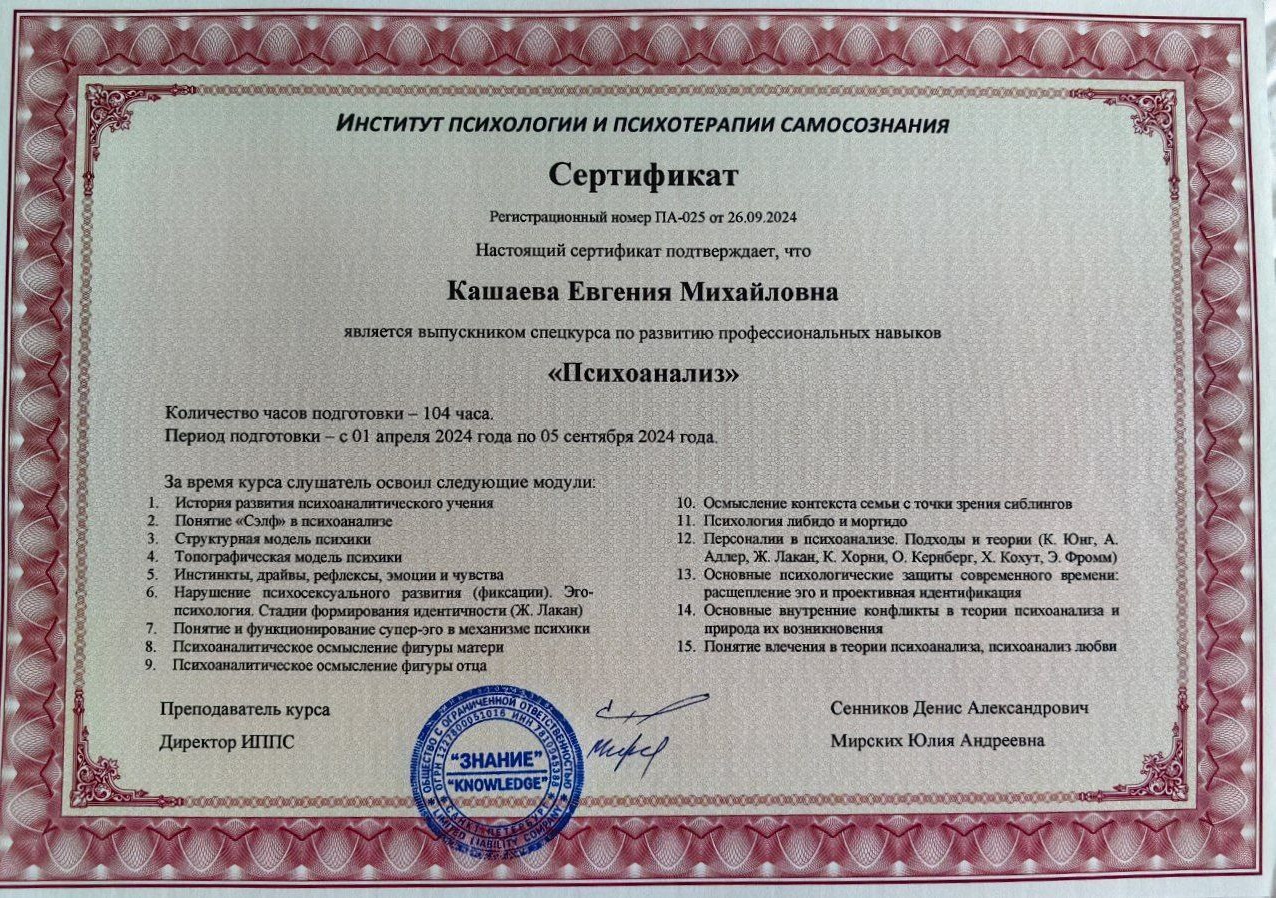 ИНСТИТУТ ПСИХОЛОГИИ И ПСИХОТЕРАПИИ САМОСОЗНАНИЯ
Сертификат
Регистрационный номер ПА-025 от 26.09.2024
Настоящий сертификат подтверждает, что
Кашаева Евгения Михайловна
является выпускником спецкурса по развитию профессиональных навыков
«Психоанализ»
Количество часов подготовки – 104 часа.
Период подготовки – с 01 апреля 2024 года по 05 сентября 2024 года.
За время курса слушатель освоил следующие модули:
1. История развития психоаналитического учения
2. Понятие «Сэлф» в психоанализе
3. Структурная модель психики
4. Топографическая модель психики
5. Инстинкты, драйвы, рефлексы, эмоции и чувства
6. Нарушение психосексуального развития (фиксации). Эго-
психология. Стадии формирования идентичности (Ж. Лакан)
7. Понятие и функционирование супер-эго в механизме психики
8. Психоаналитическое осмысление фигуры матери
9. Психоаналитическое осмысление фигуры отца
10. Осмысление контекста семьи с точки зрения сиблингов
11. Психология либидо и мортидо
12. Персоналии в психоанализе. Подходы и теории (К. Юнг, А.
Адлер, Ж. Лакан, К. Хорни, О. Кернберг, Х. Кохут, Э. Фромм)
13. Основные психологические защиты современного времени:
расщепление эго и проективная идентификация
14. Основные внутренние конфликты в теории психоанализа и
природа их возникновения
15. Понятие влечения в теории психоанализа, психоанализ любви
Преподаватель курса
Сенников Денис Александрович
Директор ИППС
Мирских Юлия Андреевна
ОБЩЕСТВО С ОГРАНИЧЕННОЙ ОТВЕТСТВЕННОСТЬЮ
"ЗНАНИЕ"
"KNOWLEDGE"
САНКТ-ПЕТЕРБУРГ
LIMITED LIABILITY COMPANY